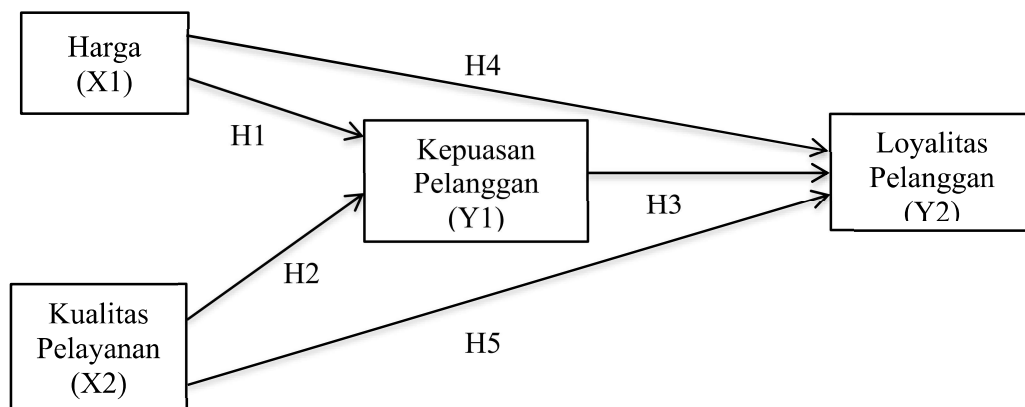 Harga
(X1)
H4
H1
Kepuasan
Pelanggan
(Y1)
Loyalitas
Pelanggan
(Y2)
H3
H2
Kualitas
Pelayanan
(X2)
H5